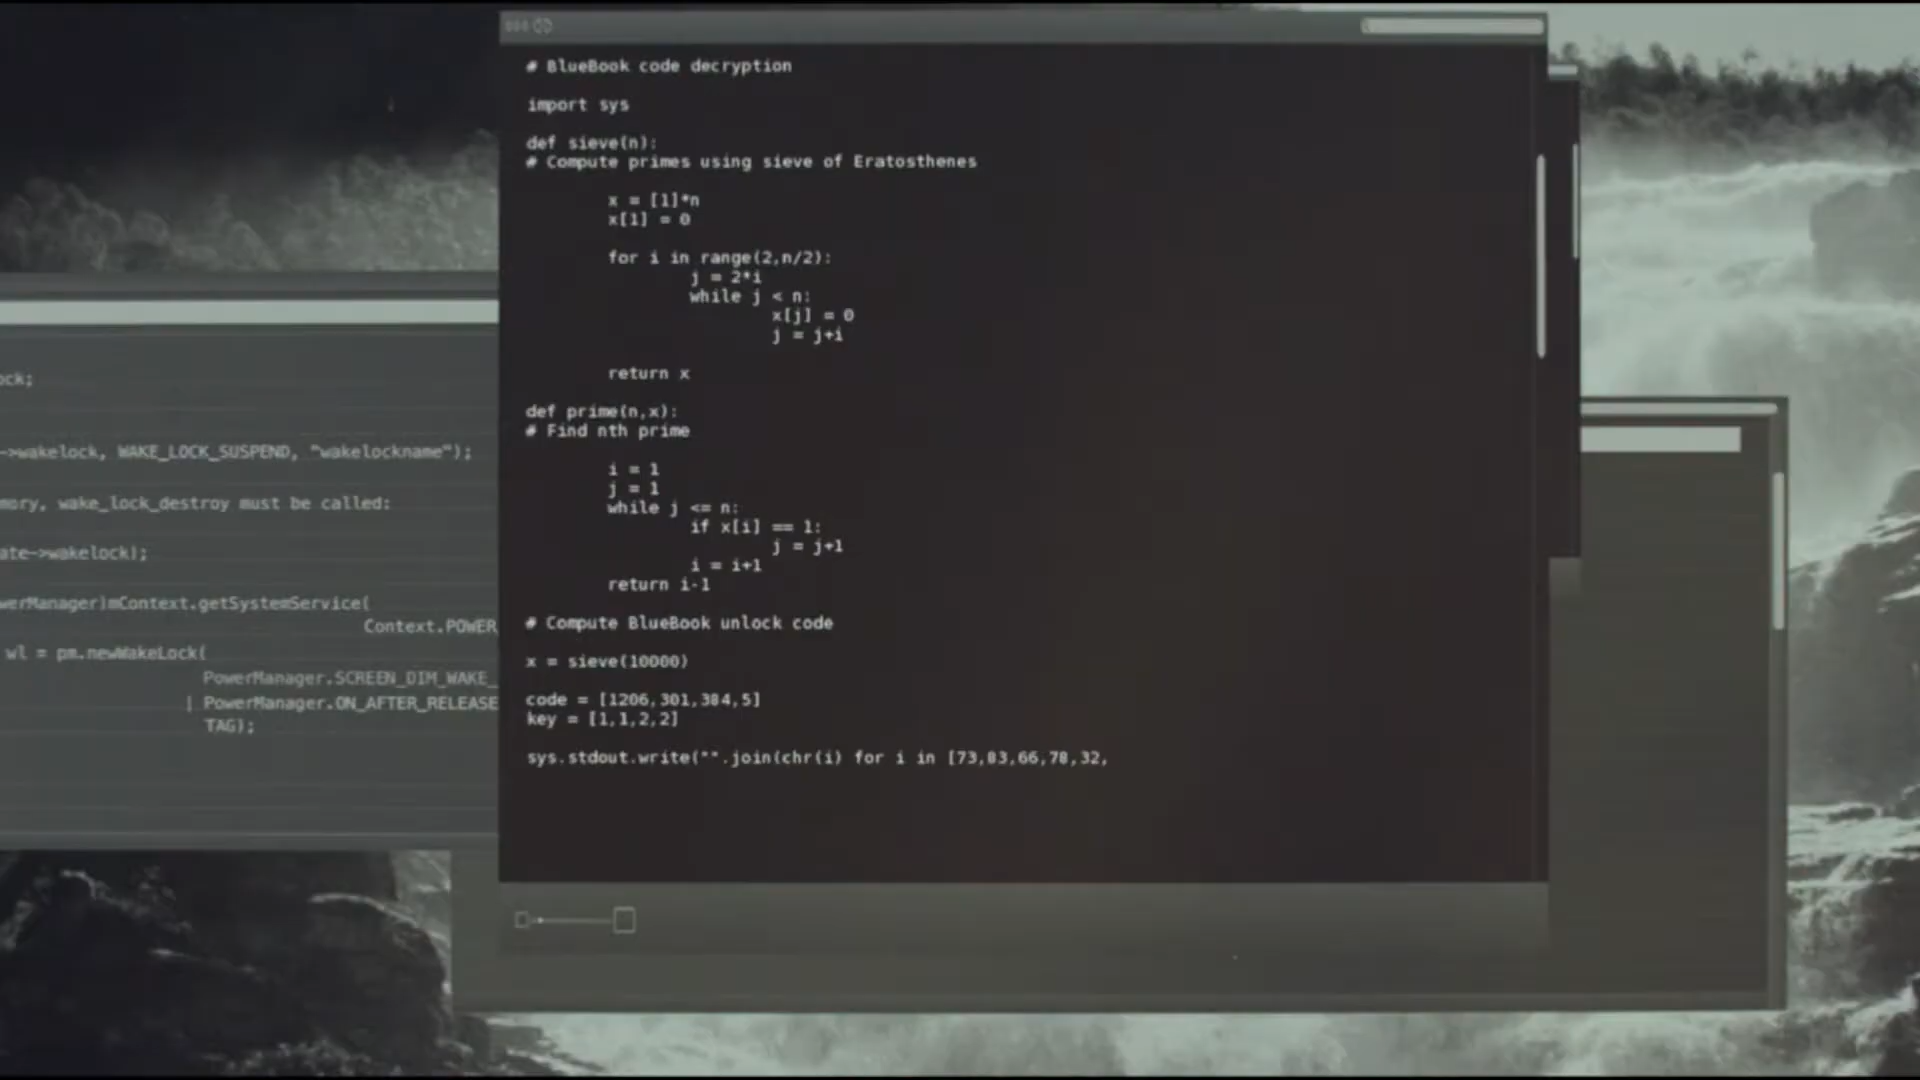 # BlueBook code decryption
import sys
def sieve(n):
# Compute primes using sieve of Eratosthenes
x = [1]*n
x[1] = 0
for i in range(2,n/2):
j = 2*i
while j < n:
x[j] = 0
j = j+i
return x
def prime(n,x):
# Find nth prime
i = 1
j = 1
while j <= n:
if x[i] == 1:
j = j+1
i = i+1
return i-1
# Compute BlueBook unlock code
x = sieve(10000)
code = [1206,301,384,5]
key = [1,1,2,2]
sys.stdout.write("".join(chr(i) for i in [73,83,66,78,32,
ock;
->wakelock, WAKE_LOCK_SUSPEND, "wakelockname");
mory, wake_lock_destroy must be called:
ate->wakelock);
werManager)mContext.getSystemService(
Context.POWER
wl = pm.newWakeLock(
PowerManager.SCREEN_DIM_WAKE_
| PowerManager.ON_AFTER_RELEASE
TAG);